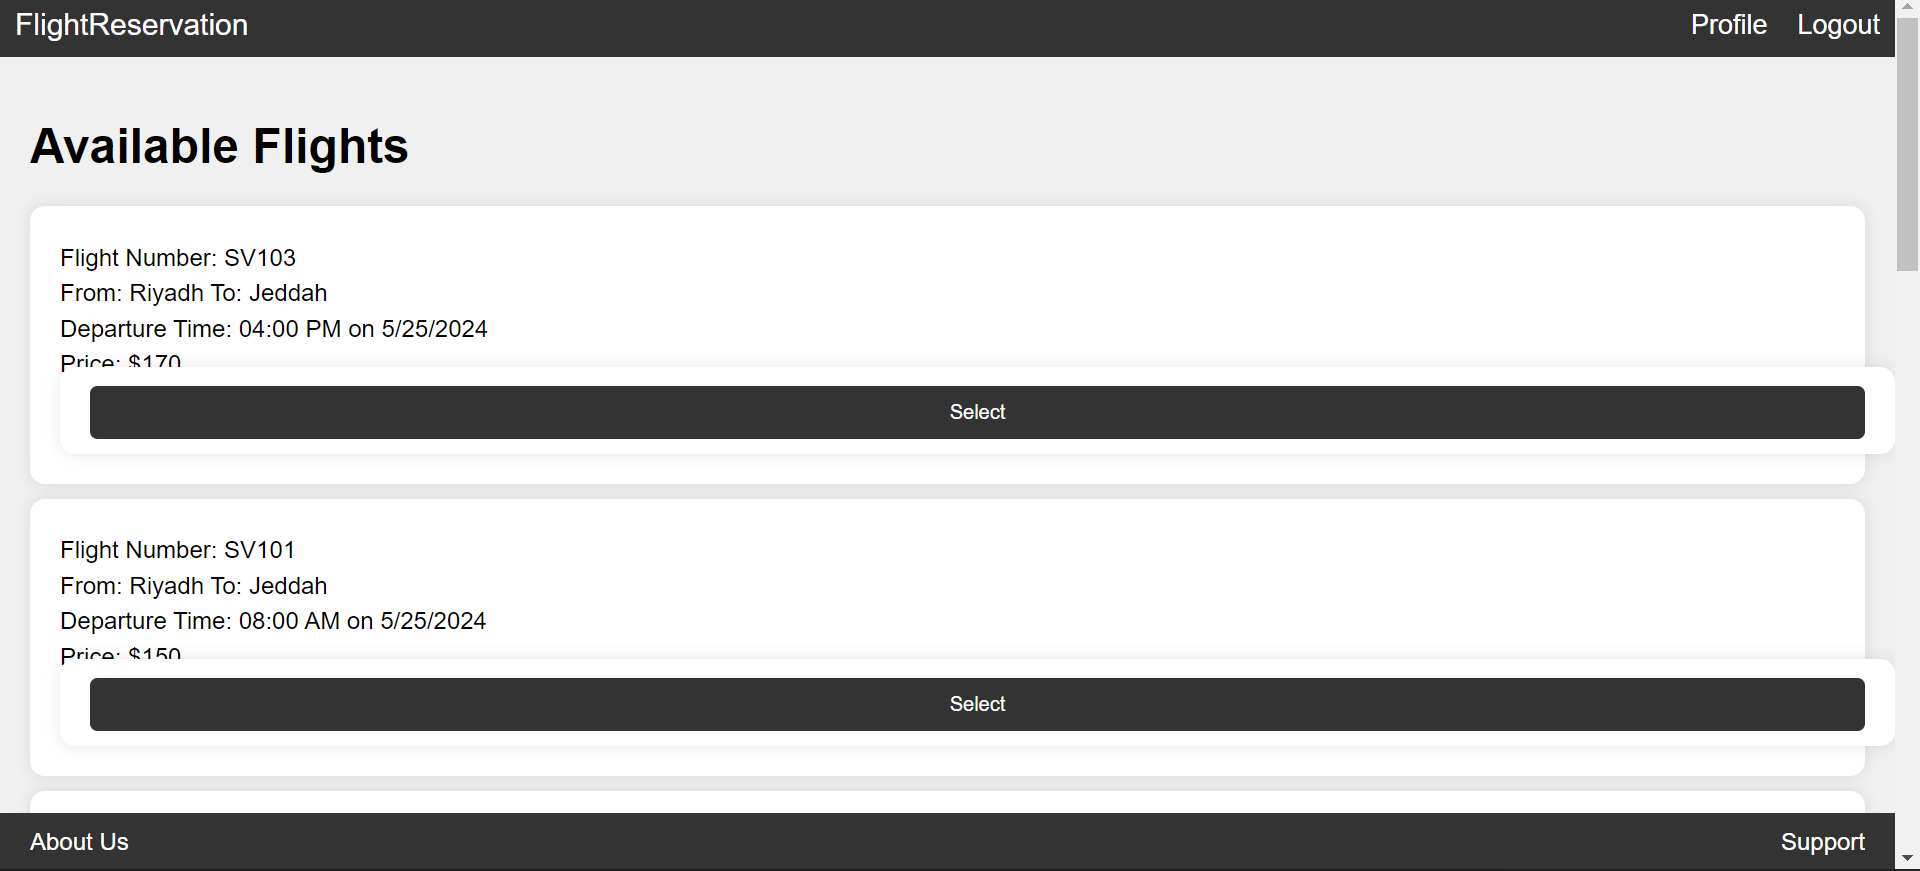 FlightReservation
Profile Logout
Available Flights
Flight Number: SV103
From: Riyadh To: Jeddah
Departure Time: 04:00 PM on 5/25/2024
Price: $170
Select
Flight Number: SV101
From: Riyadh To: Jeddah
Departure Time: 08:00 AM on 5/25/2024
Price: $150
Select
About Us
Support